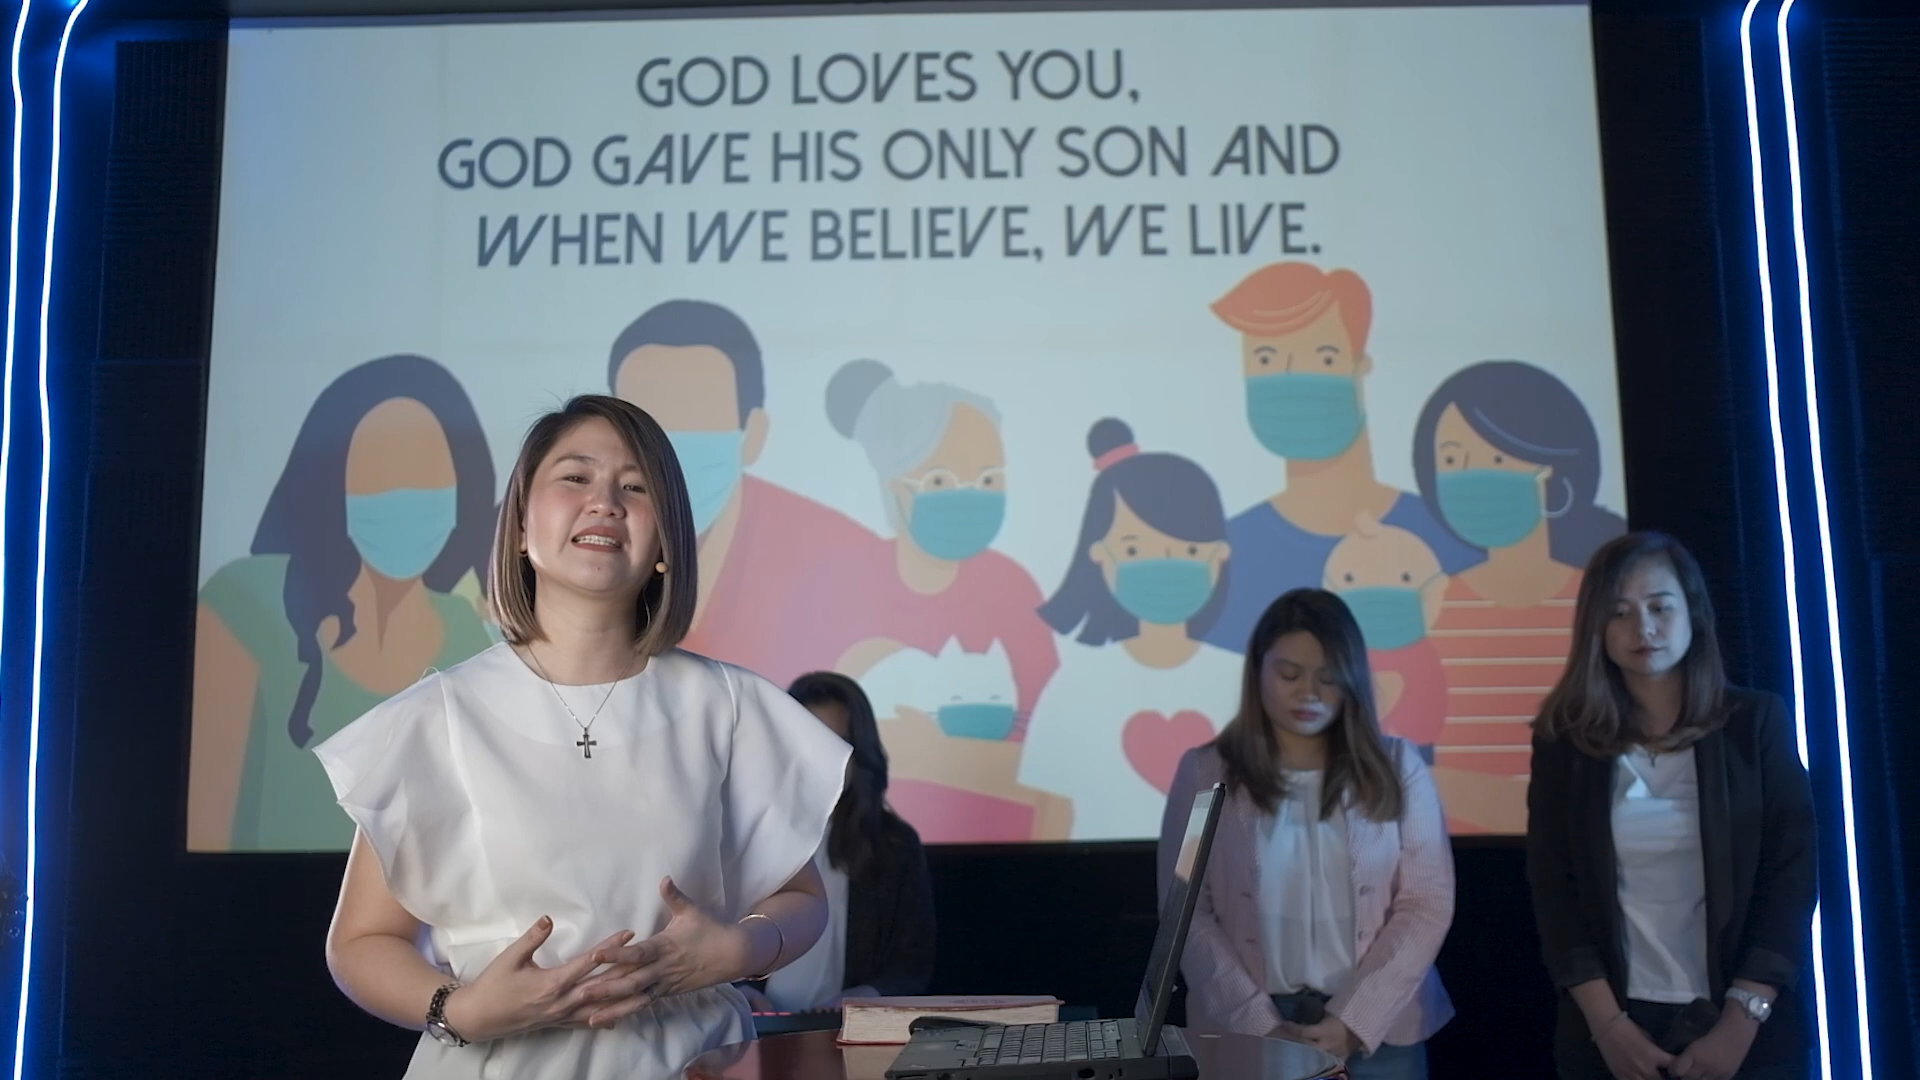 GOD LOVES YOU,
GOD GAVE HIS ONLY SON AND
WHEN WE BELIEVE, WE LIVE.